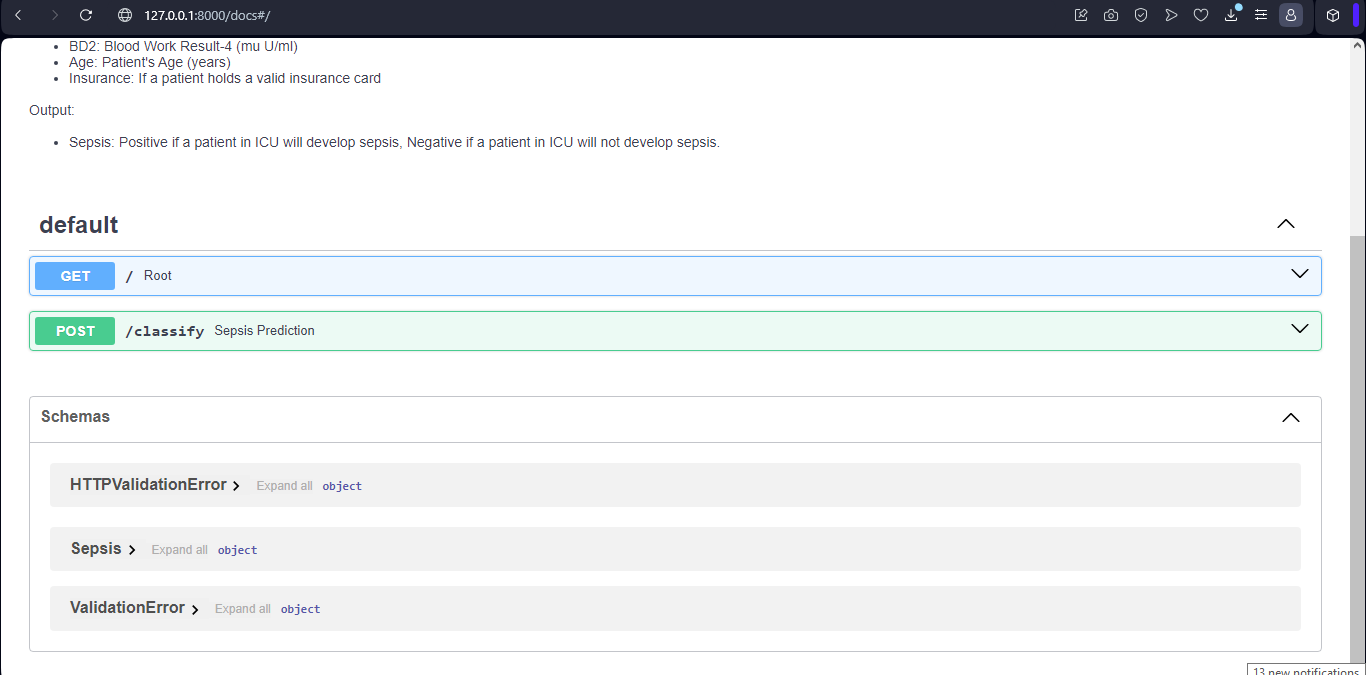 127.0.0.1:8000/docs#/
BD2: Blood Work Result-4 (mu U/ml)
Age: Patient's Age (years)
Insurance: If a patient holds a valid insurance card
Output:
Sepsis: Positive if a patient in ICU will develop sepsis, Negative if a patient in ICU will not develop sepsis.
default
GET / Root
POST /classify Sepsis Prediction
Schemas
HTTPValidationError Expand all object
Sepsis Expand all object
ValidationError Expand all object
13 new notifications